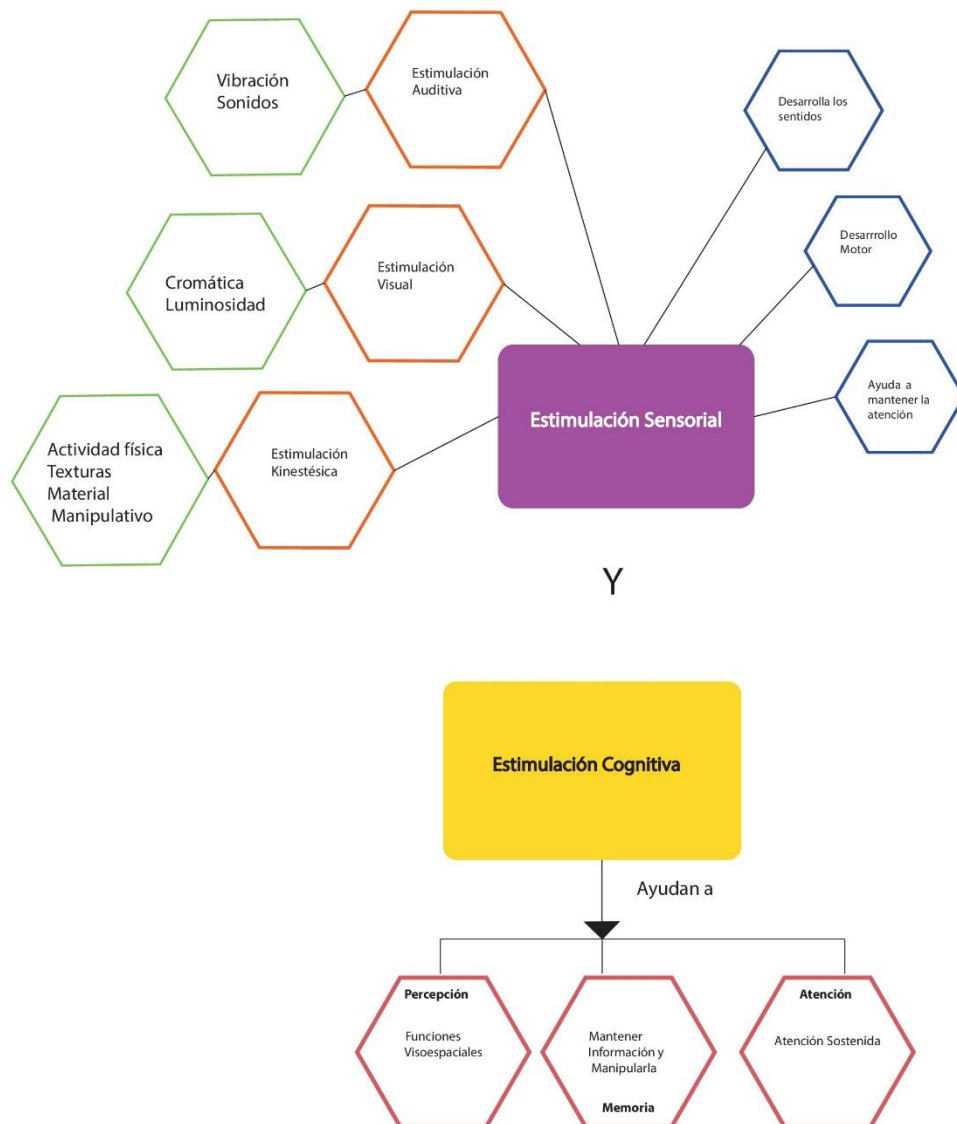 Vibración
Sonidos
Estimulación
Auditiva
Desarrolla los
sentidos
Cromática
Luminosidad
Estimulación
Visual
Desarrrollo
Motor
Actividad física
Texturas
Material
Manipulativo
Estimulación
Kinestésica
Estimulación Sensorial
Ayuda a
mantener la
atención
Y
Estimulación Cognitiva
Ayudan a
Percepción
Funciones
Visoespaciales
Mantener
Información y
Manipularla
Memoria
Atención
Atención Sostenida